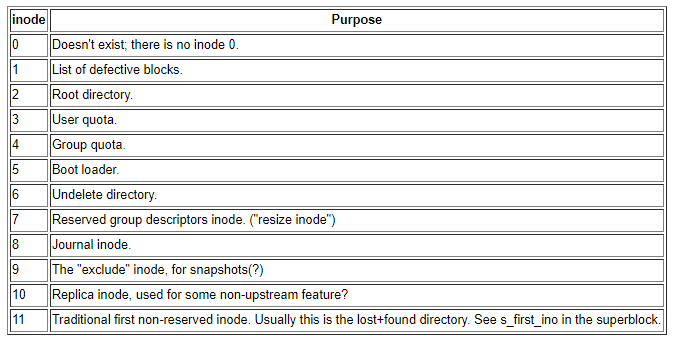 inode Purpose
0 Doesn't exist; there is no inode 0.
1 List of defective blocks.
2 Root directory.
3 User quota.
4 Group quota.
5 Boot loader.
6 Undelete directory.
7 Reserved group descriptors inode. ("resize inode")
8 Journal inode.
9 The "exclude" inode, for snapshots(?)
10 Replica inode, used for some non-upstream feature?
11 Traditional first non-reserved inode. Usually this is the lost+found directory. See s_first_ino in the superblock.